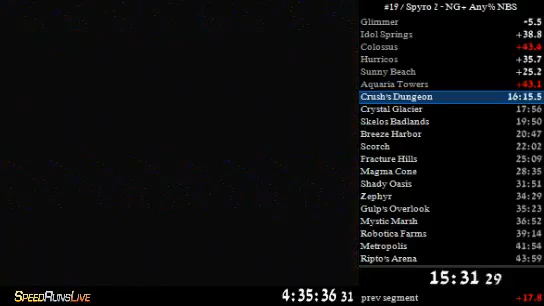 #19 / Spyro 2 - NG+ Any% NBS
Glimmer -5.5
Idol Springs +38.8
Colossus +43.4
Hurricos +35.7
Sunny Beach +25.2
Aquaria Towers +43.1
Crush's Dungeon 16:15.5
Crystal Glacier 17:56
Skelos Badlands 19:50
Breeze Harbor 20:47
Scorch 22:02
Fracture Hills 25:09
Magma Cone 28:35
Shady Oasis 31:51
Zephyr 34:29
Gulp's Overlook 35:23
Mystic Marsh 36:52
Robotica Farms 39:14
Metropolis 41:54
Ripto's Arena 43:59
15:31 29
SpeedRunsLive 4:35:36 31
prev segment +17.8